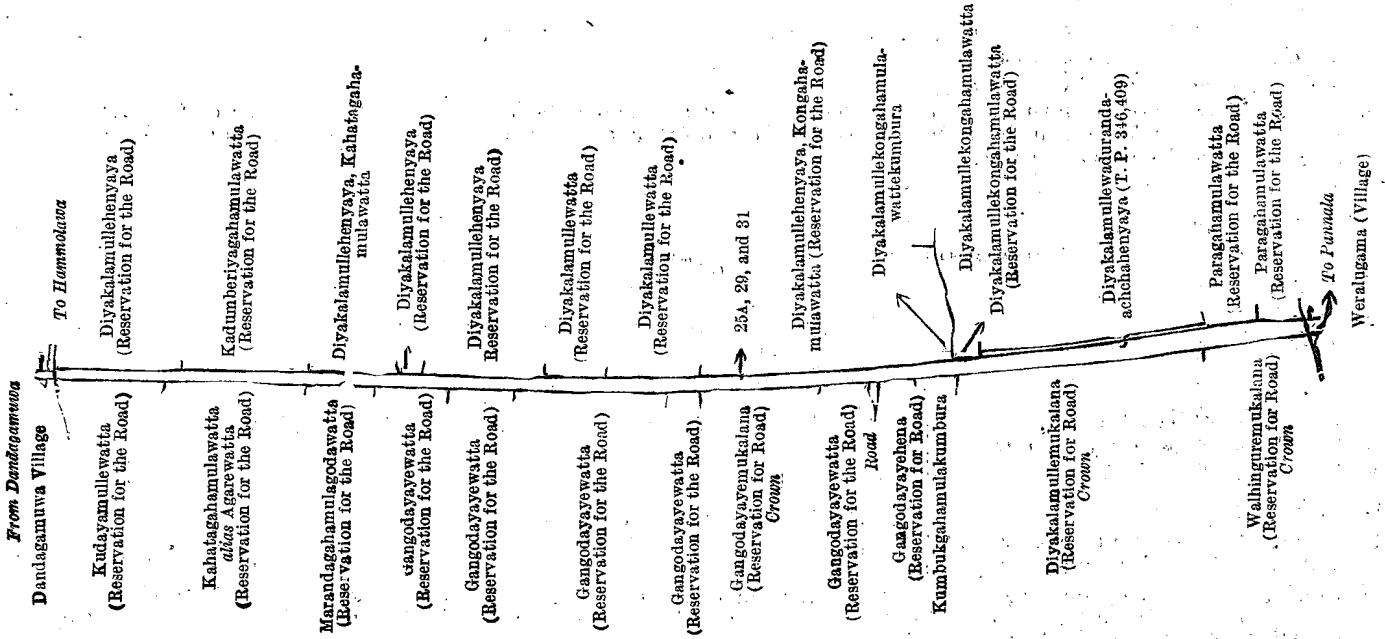 From Dandagamuwa
Dandagamuwa Village
To Hammolawa
Kudayamullewatta
(Reservation for the Road)
Diyakalamullehenyaya
(Reservation for the Road)
Kahatagahamulawatta
alias Agarewatta
(Reservation for the Road)
Kadumberiyagahamulawatta
(Reservation for the Road)
Marandagahamulagodawatta
(Reservation for the Road)
Diyakalamullehenyaya, Kahatagaha-
mulawatta
Gangodayayewatta
(Reservation for the Road)
Diyakalamullehenyaya
(Reservation for the Road)
Gangodayayewatta
(Reservation for the Road)
Diyakalamullehenyaya
Reservation for the Road)
Gangodayayewatta
(Reservation for the Road)
Diyakalamullewatta
(Reservation for the Road)
Gangodayayewatta
(Reservation for the Road)
Diyakalamullewatta
(Reservation for the Road)
Gangodayayemukalana
(Reservation for Road)
Crown
25A, 29, and 31
Gangodayayewatta
(Reservation for the Road)
Diyakalamullehenyaya, Kongaha-
mulawatta (Reservation for the Road)
Road
Gangodayayehena
(Reservation for Road)
Kumbukgahamulakumbura
Diyakalamullekongahamula-
wattekumbura
Diyakalamullekongahamulawatta
Diyakalamullekongahamulawatta
(Reservation for the Road)
Diyakalamullemukalana
(Reservation for Road)
Crown
Diyakalamullewaduranda-
achchahenyaya (T. P. 346,409)
Paragahamulawatta
(Reservation for the Road)
Walhinguremukalana
(Reservation for Road)
Crown
Paragahamulawatta
(Reservation for the Road)
To Pannala
Weralugama (Village)